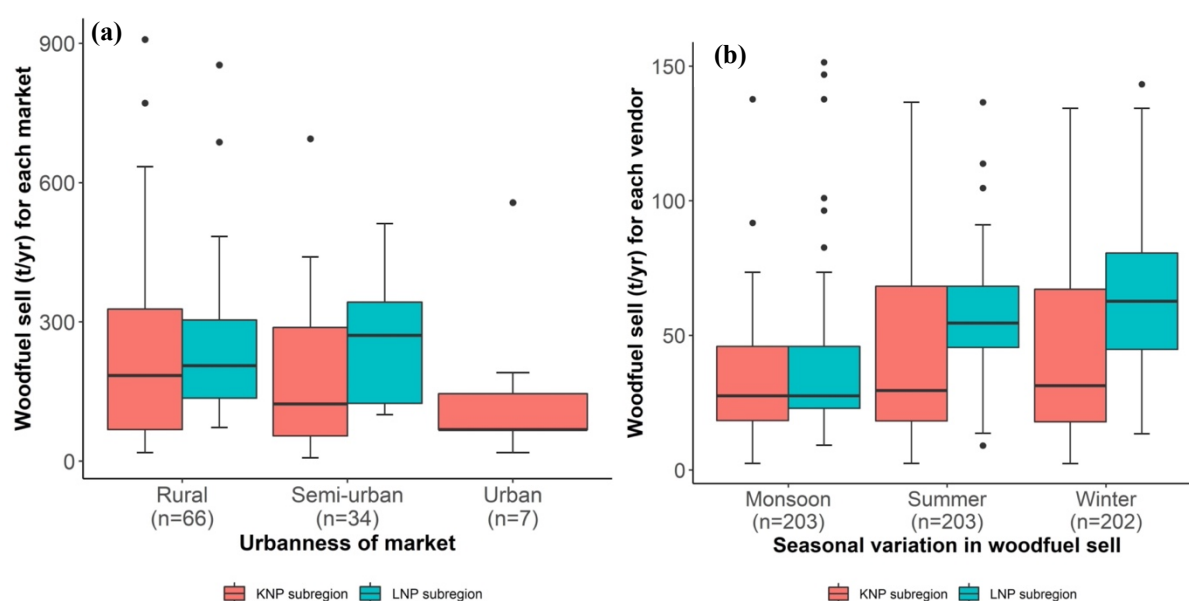 (a)
Woodfuel sell (t/yr) for each market
900
600
300
0
Rural
(n=66)
Semi-urban
(n=34)
Urban
(n=7)
Urbanness of market
KNP subregion
LNP subregion
(b)
Woodfuel sell (t/yr) for each vendor
150
100
50
0
Monsoon
(n=203)
Summer
(n=203)
Winter
(n=202)
Seasonal variation in woodfuel sell
KNP subregion
LNP subregion